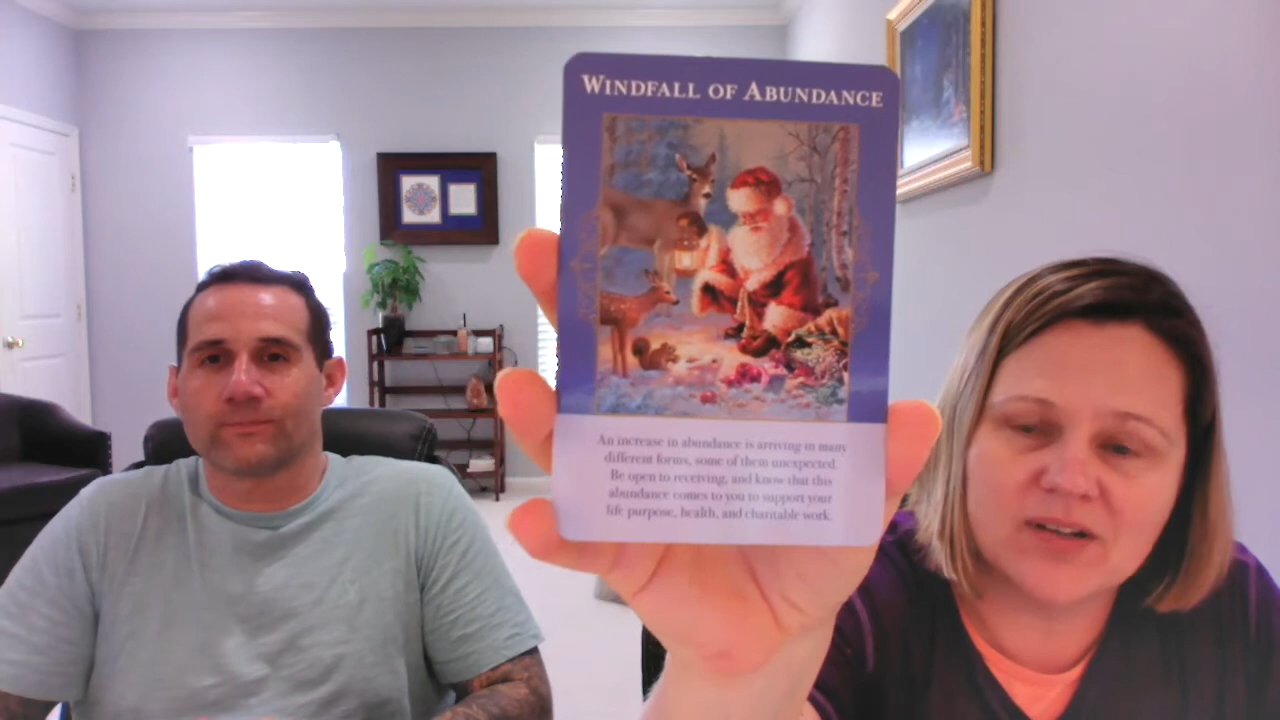 WINDFALL OF ABUNDANCE
An increase in abundance is arriving in many
different forms, some of them unexpected.
Be open to receiving, and know that this
abundance comes to you to support your
life purpose, health, and charitable work.